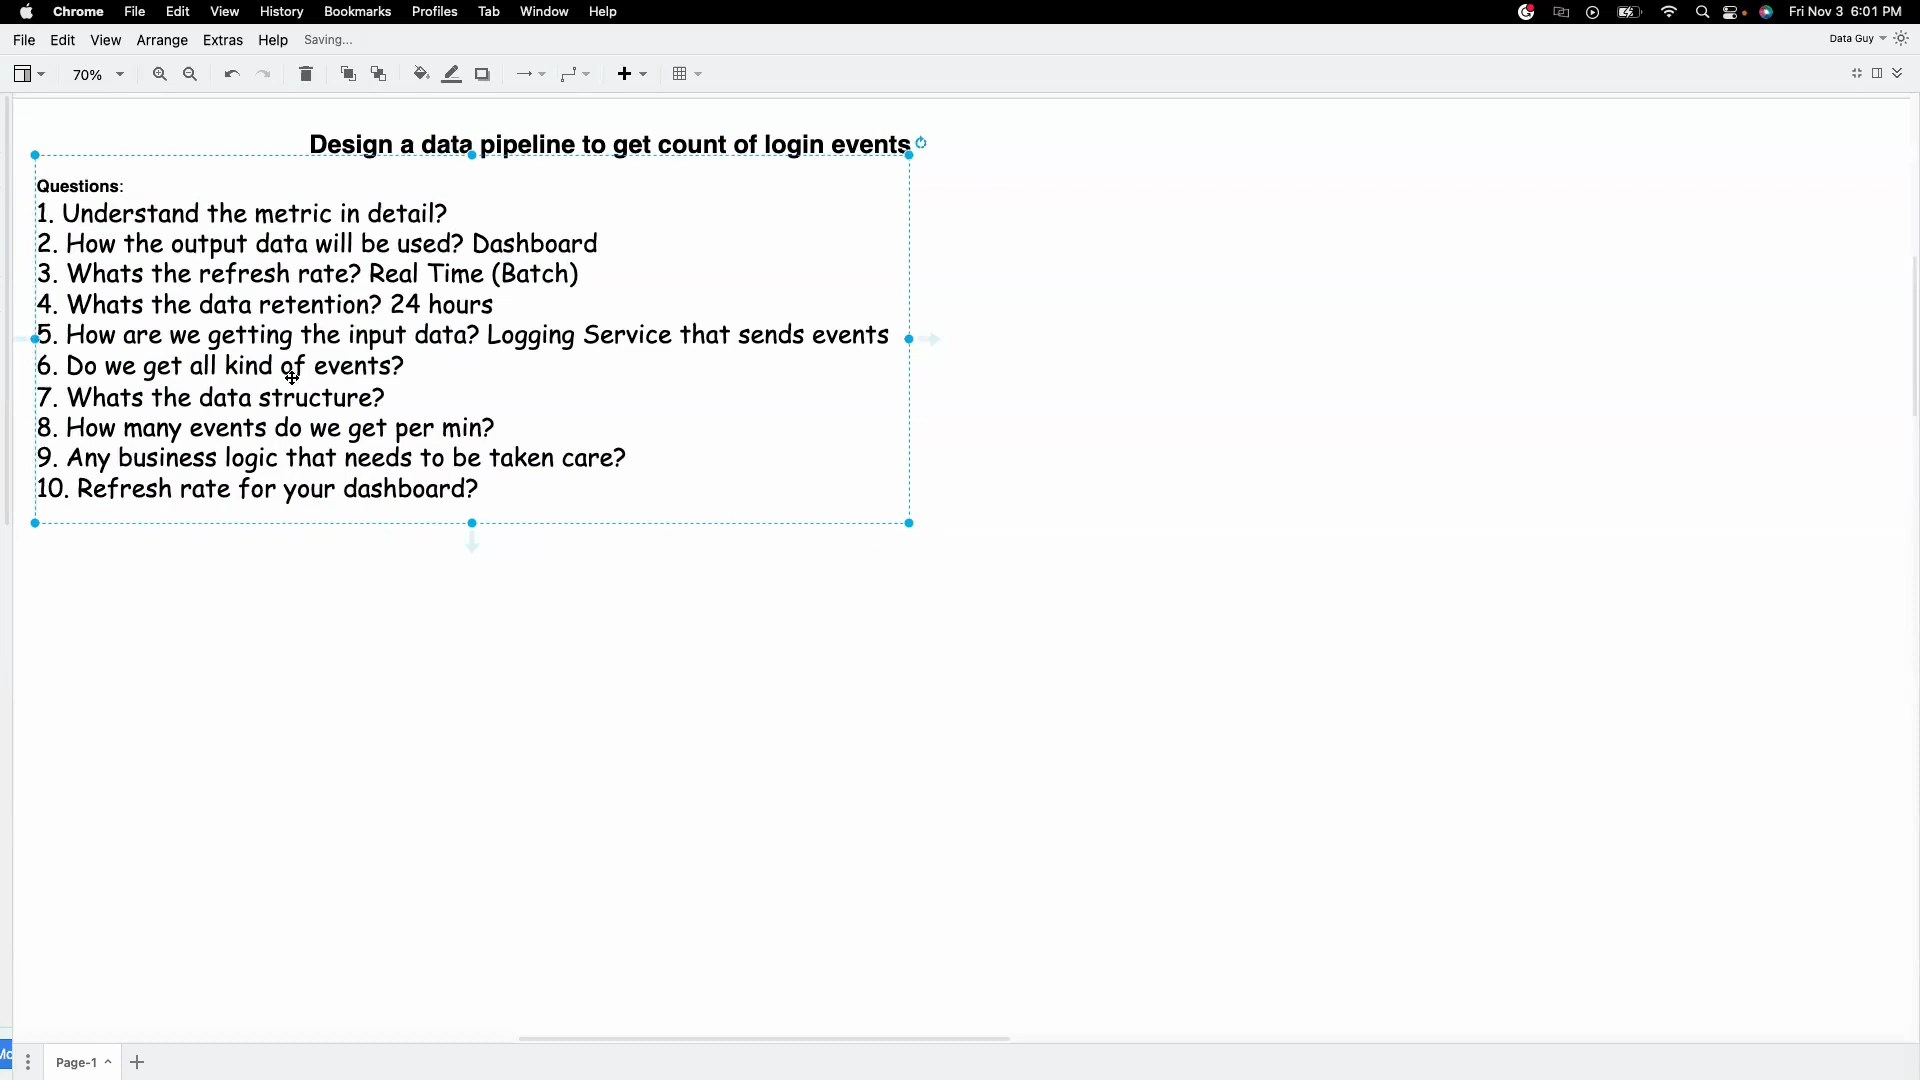 Chrome File Edit View History Bookmarks Profiles Tab Window Help Fri Nov 3 6:01 PM
File Edit View Arrange Extras Help Saving... Data Guy
70%
Design a data pipeline to get count of login events
Questions:
1. Understand the metric in detail?
2. How the output data will be used? Dashboard
3. Whats the refresh rate? Real Time (Batch)
4. Whats the data retention? 24 hours
5. How are we getting the input data? Logging Service that sends events
6. Do we get all kind of events?
7. Whats the data structure?
8. How many events do we get per min?
9. Any business logic that needs to be taken care?
10. Refresh rate for your dashboard?
Page-1